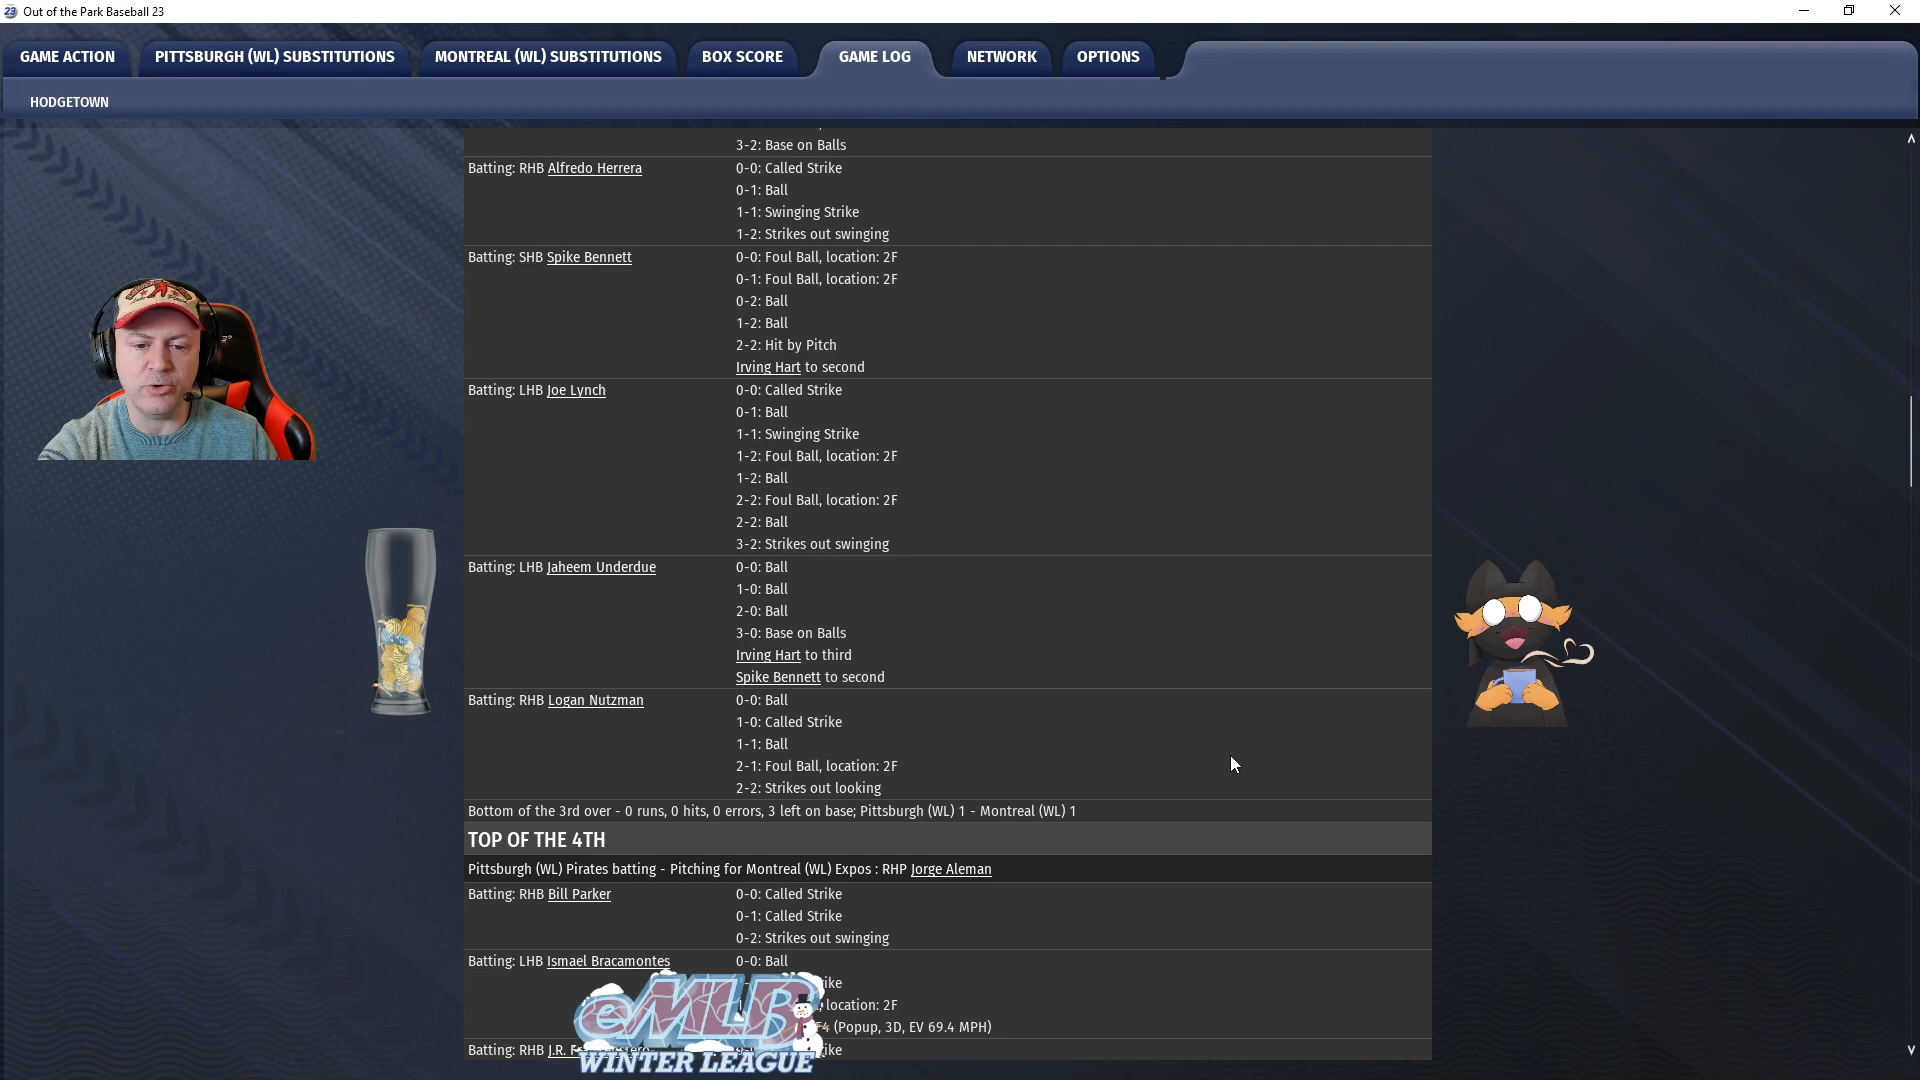 23 Out of the Park Baseball 23
GAME ACTION
PITTSBURGH (WL) SUBSTITUTIONS
MONTREAL (WL) SUBSTITUTIONS
BOX SCORE
GAME LOG
NETWORK
OPTIONS
HODGETOWN
3-2: Base on Balls
Batting: RHB Alfredo Herrera
0-0: Called Strike
0-1: Ball
1-1: Swinging Strike
1-2: Strikes out swinging
Batting: SHB Spike Bennett
0-0: Foul Ball, location: 2F
0-1: Foul Ball, location: 2F
0-2: Ball
1-2: Ball
2-2: Hit by Pitch
Irving Hart to second
Batting: LHB Joe Lynch
0-0: Called Strike
0-1: Ball
1-1: Swinging Strike
1-2: Foul Ball, location: 2F
1-2: Ball
2-2: Foul Ball, location: 2F
2-2: Ball
3-2: Strikes out swinging
Batting: LHB Jaheem Underdue
0-0: Ball
1-0: Ball
2-0: Ball
3-0: Base on Balls
Irving Hart to third
Spike Bennett to second
Batting: RHB Logan Nutzman
0-0: Ball
1-0: Called Strike
1-1: Ball
2-1: Foul Ball, location: 2F
2-2: Strikes out looking
Bottom of the 3rd over - 0 runs, 0 hits, 0 errors, 3 left on base; Pittsburgh (WL) 1 - Montreal (WL) 1
TOP OF THE 4TH
Pittsburgh (WL) Pirates batting - Pitching for Montreal (WL) Expos : RHP Jorge Aleman
Batting: RHB Bill Parker
0-0: Called Strike
0-1: Called Strike
0-2: Strikes out swinging
Batting: LHB Ismael Bracamontes
0-0: Ball
location: 2F
(Popup, 3D, EV 69.4 MPH)
Batting: RHB J.R.
eMLB
WINTER LEAGUE